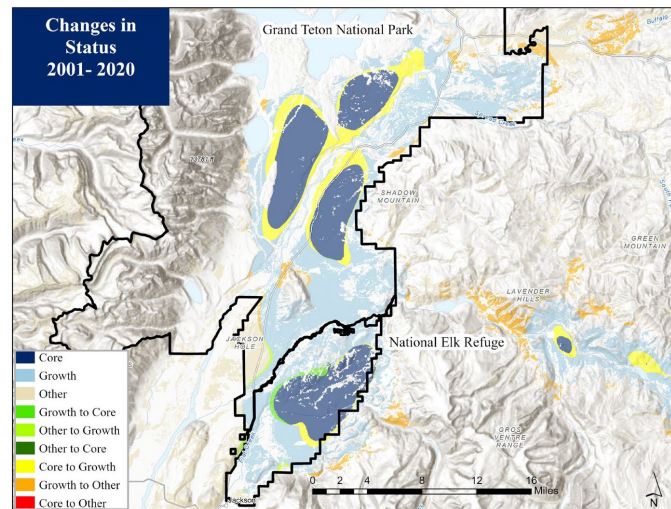 Changes in
Status
2001- 2020
Grand Teton National Park
Buffalo
SHADOW
MOUNTAIN
GREEN
MOUNTAIN
LAVENDER
HILLS
JACKSON
HOLE
National Elk Refuge
GROS
VENTRE
RANGE
Jackson
Core
Growth
Other
Growth to Core
Other to Growth
Other to Core
Core to Growth
Growth to Other
Core to Other
0 2 4 8 12 16
Miles
N